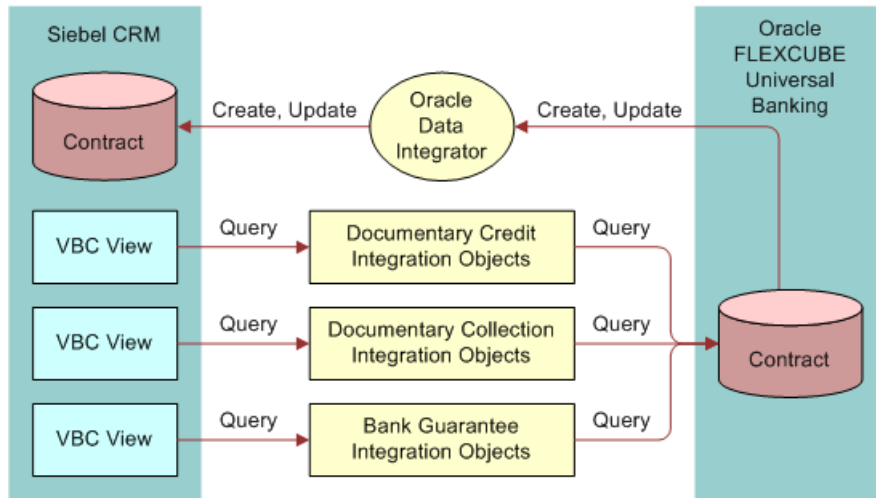 Siebel CRM
Oracle
FLEXCUBE
Universal
Banking
Contract
Create, Update
Oracle
Data
Integrator
Create, Update
VBC View
Query
Documentary Credit
Integration Objects
Query
VBC View
Query
Documentary Collection
Integration Objects
Query
Contract
VBC View
Query
Bank Guarantee
Integration Objects
Query